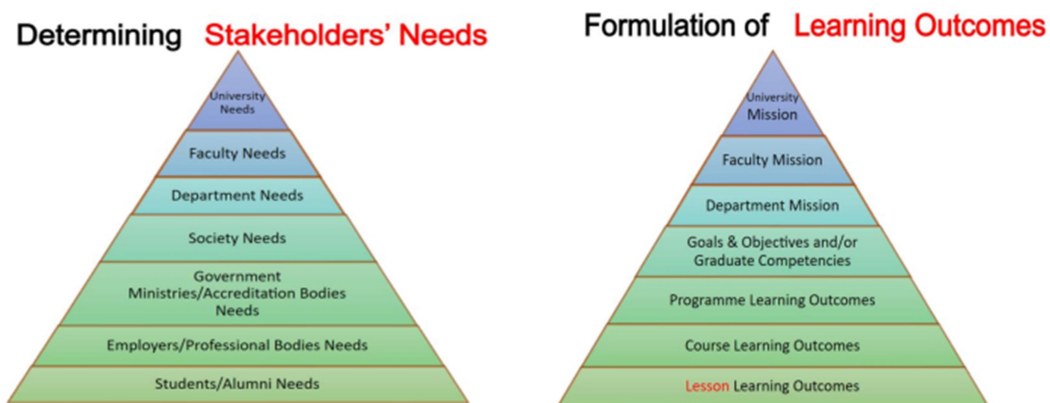 Determining Stakeholders' Needs
University
Needs
Faculty Needs
Department Needs
Society Needs
Government
Ministries/Accreditation Bodies
Needs
Employers/Professional Bodies Needs
Students/Alumni Needs
Formulation of Learning Outcomes
University
Mission
Faculty Mission
Department Mission
Goals & Objectives and/or
Graduate Competencies
Programme Learning Outcomes
Course Learning Outcomes
Lesson Learning Outcomes